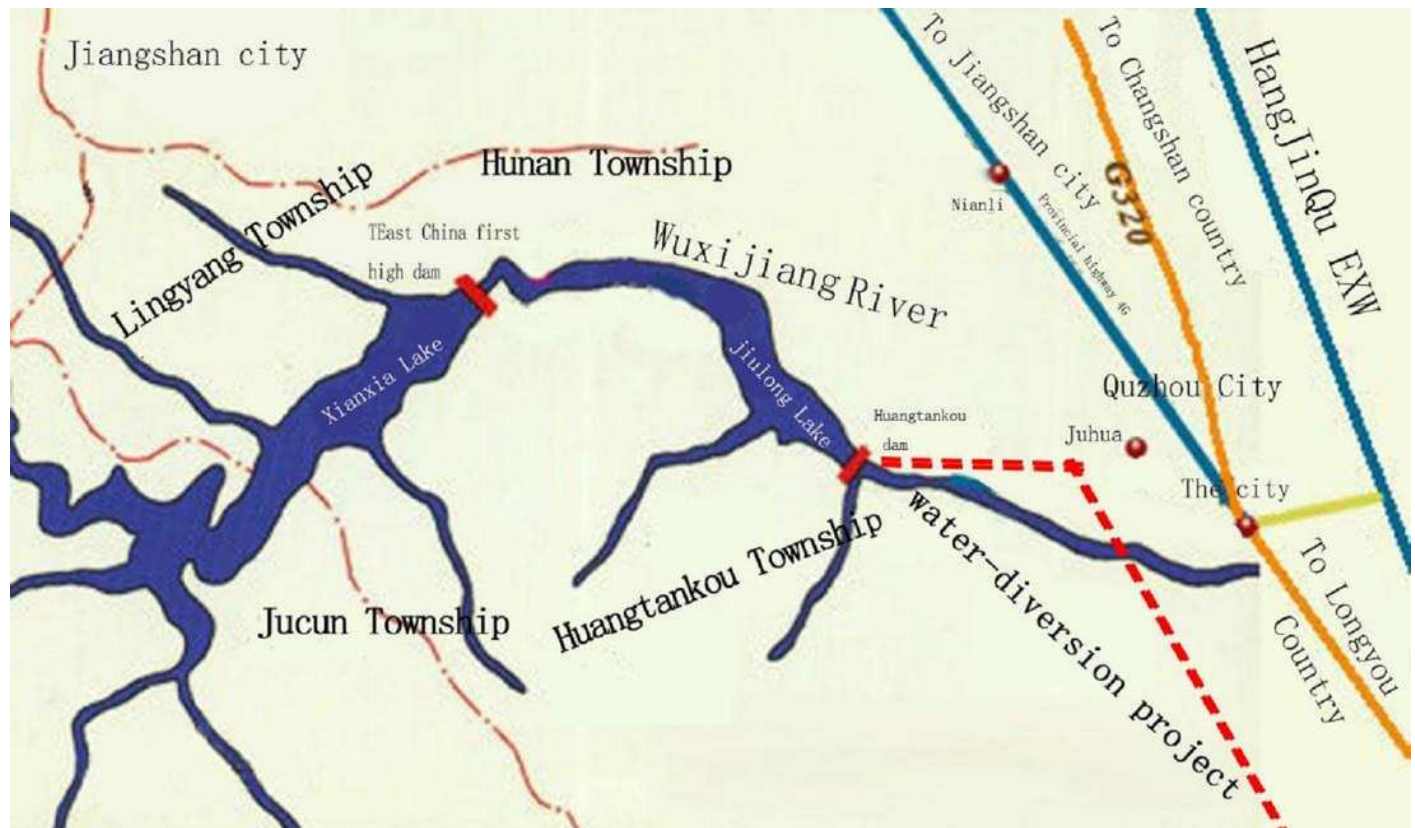 Jiangshan city
Hunan Township
Lingyang Township
TEast China first
high dam
Wuxijiang River
Xianxia Lake
jiulong Lake
Huangtankou
dam
Jucun Township
Huangtankou Township
water-diversion project
To Jiangshan city
Provincial highway 46
Nianli
To Changshan country
G320
HangJinQu EXW
Quzhou City
Juhua
The city
To Longyou
Country